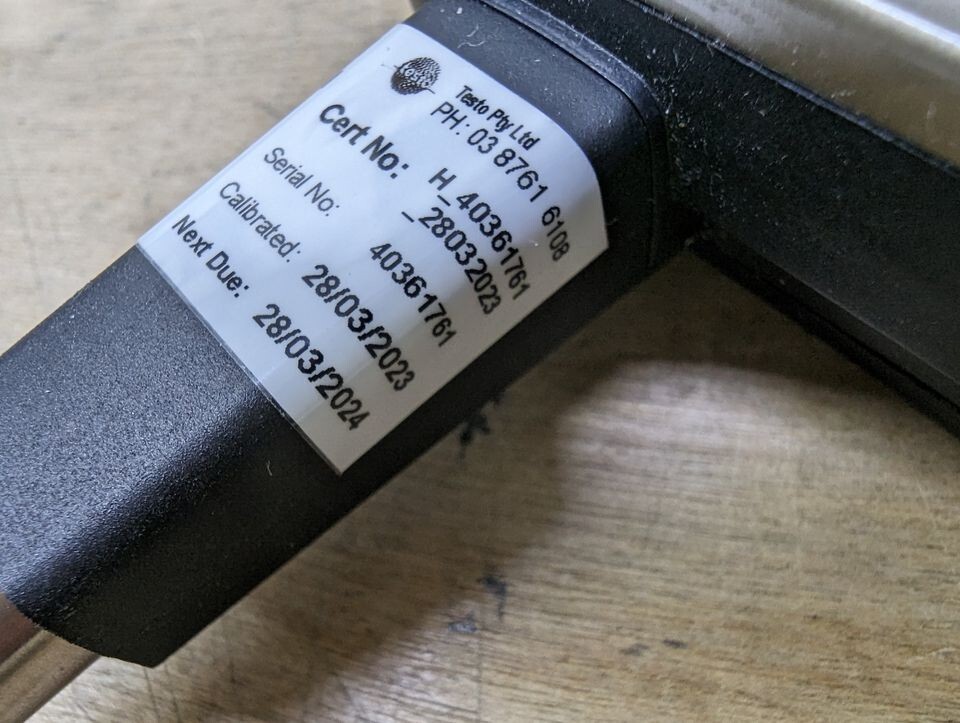 testo
Testo Pty Ltd
PH: 03 8761 6108
Cert No: H_40361761
_28032023
Serial No: 40361761
Calibrated: 28/03/2023
Next Due: 28/03/2024